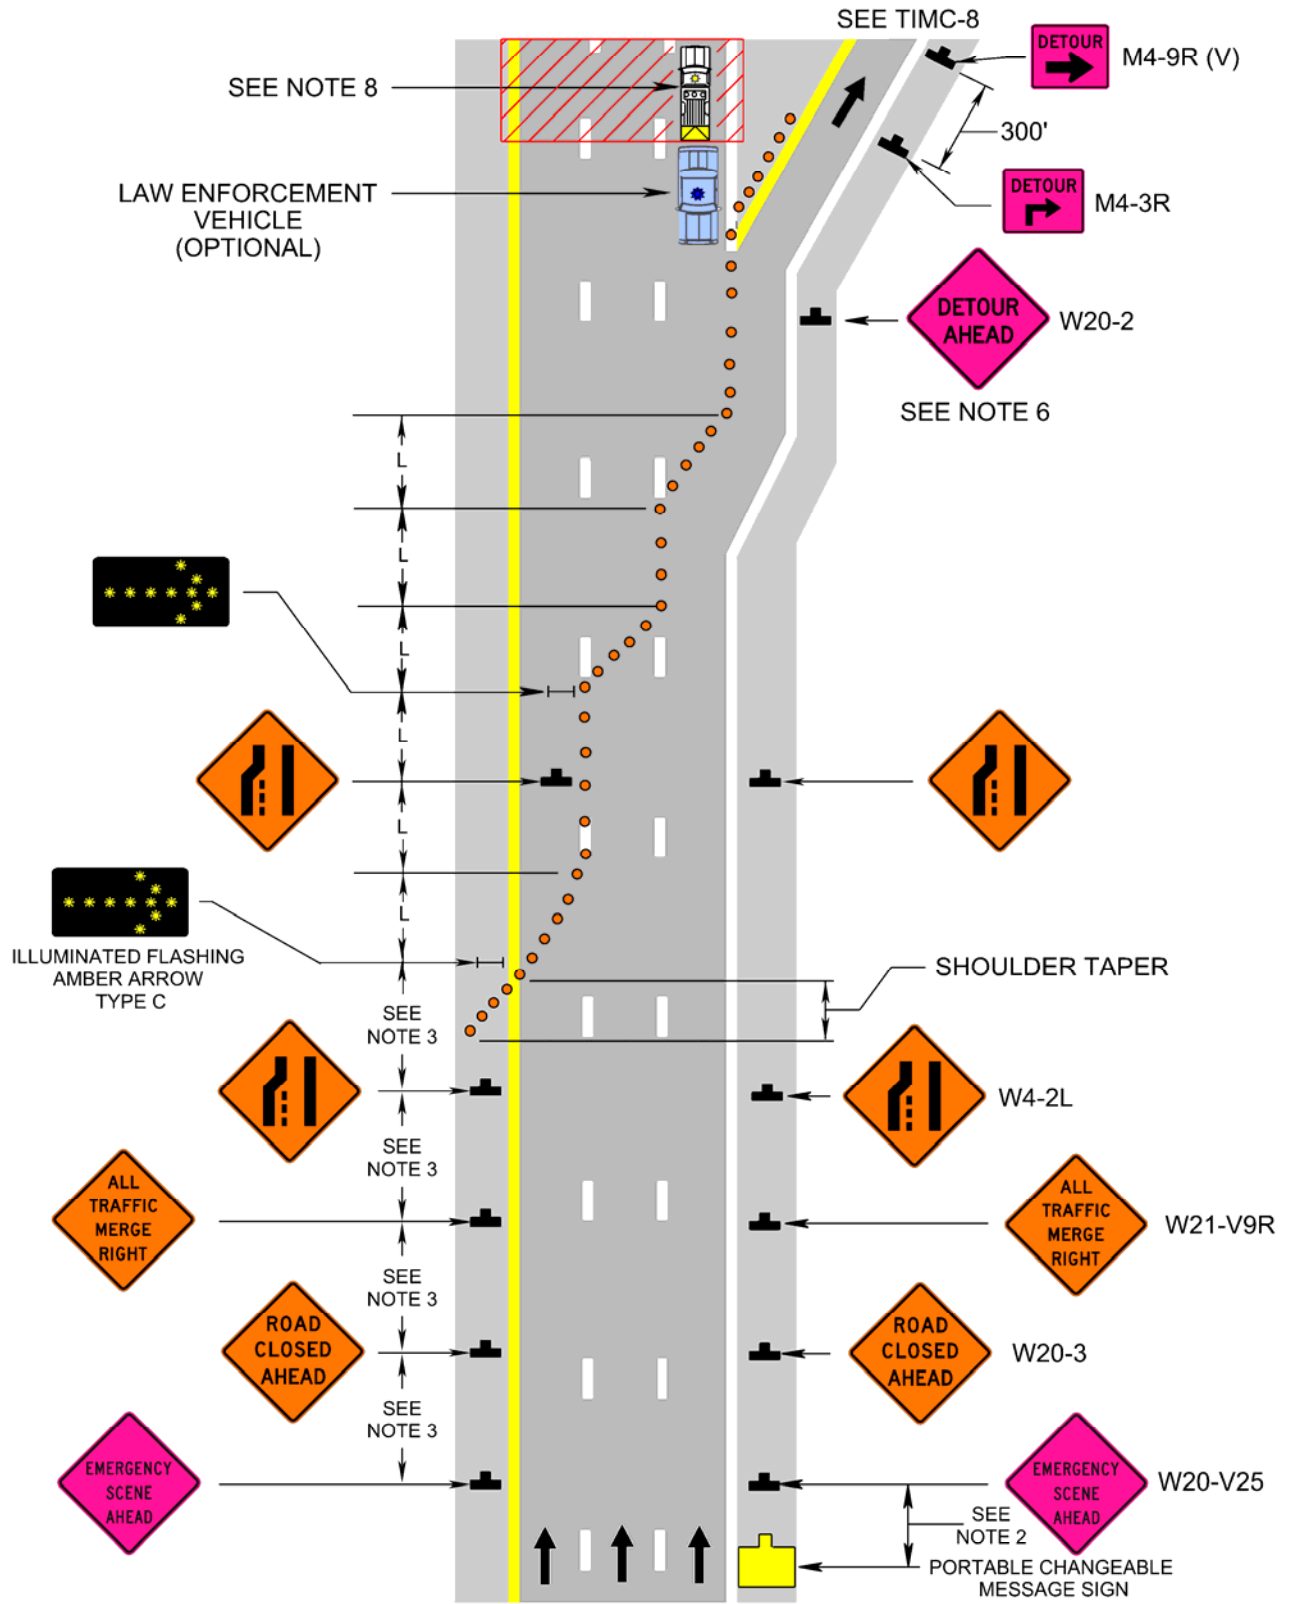 SEE TIMC-8
DETOUR
M4-9R (V)
SEE NOTE 8
300'
LAW ENFORCEMENT
VEHICLE
(OPTIONAL)
DETOUR
M4-3R
DETOUR
AHEAD
W20-2
SEE NOTE 6
L
L
L
L
L
L
ILLUMINATED FLASHING
AMBER ARROW
TYPE C
SHOULDER TAPER
SEE
NOTE 3
W4-2L
SEE
NOTE 3
ALL
TRAFFIC
MERGE
RIGHT
ALL
TRAFFIC
MERGE
RIGHT
W21-V9R
SEE
NOTE 3
ROAD
CLOSED
AHEAD
ROAD
CLOSED
AHEAD
W20-3
SEE
NOTE 3
EMERGENCY
SCENE
AHEAD
EMERGENCY
SCENE
AHEAD
W20-V25
SEE
NOTE 2
PORTABLE CHANGEABLE
MESSAGE SIGN